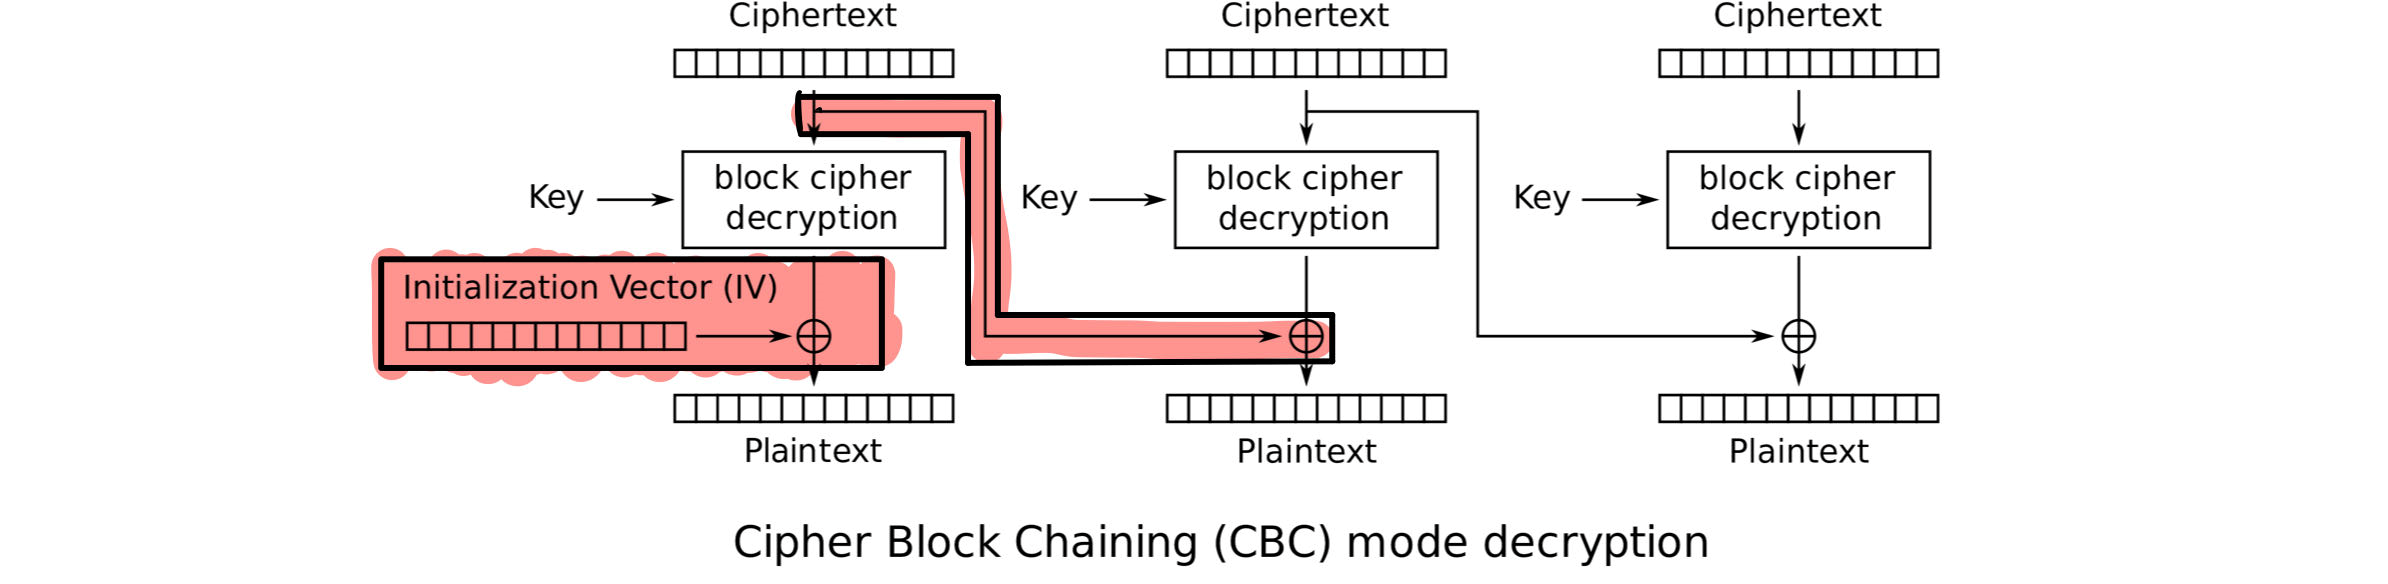 Ciphertext
Ciphertext
Ciphertext
block cipher
decryption
block cipher
decryption
block cipher
decryption
Key
Key
Key
Initialization Vector (IV)
Plaintext
Plaintext
Plaintext
Cipher Block Chaining (CBC) mode decryption